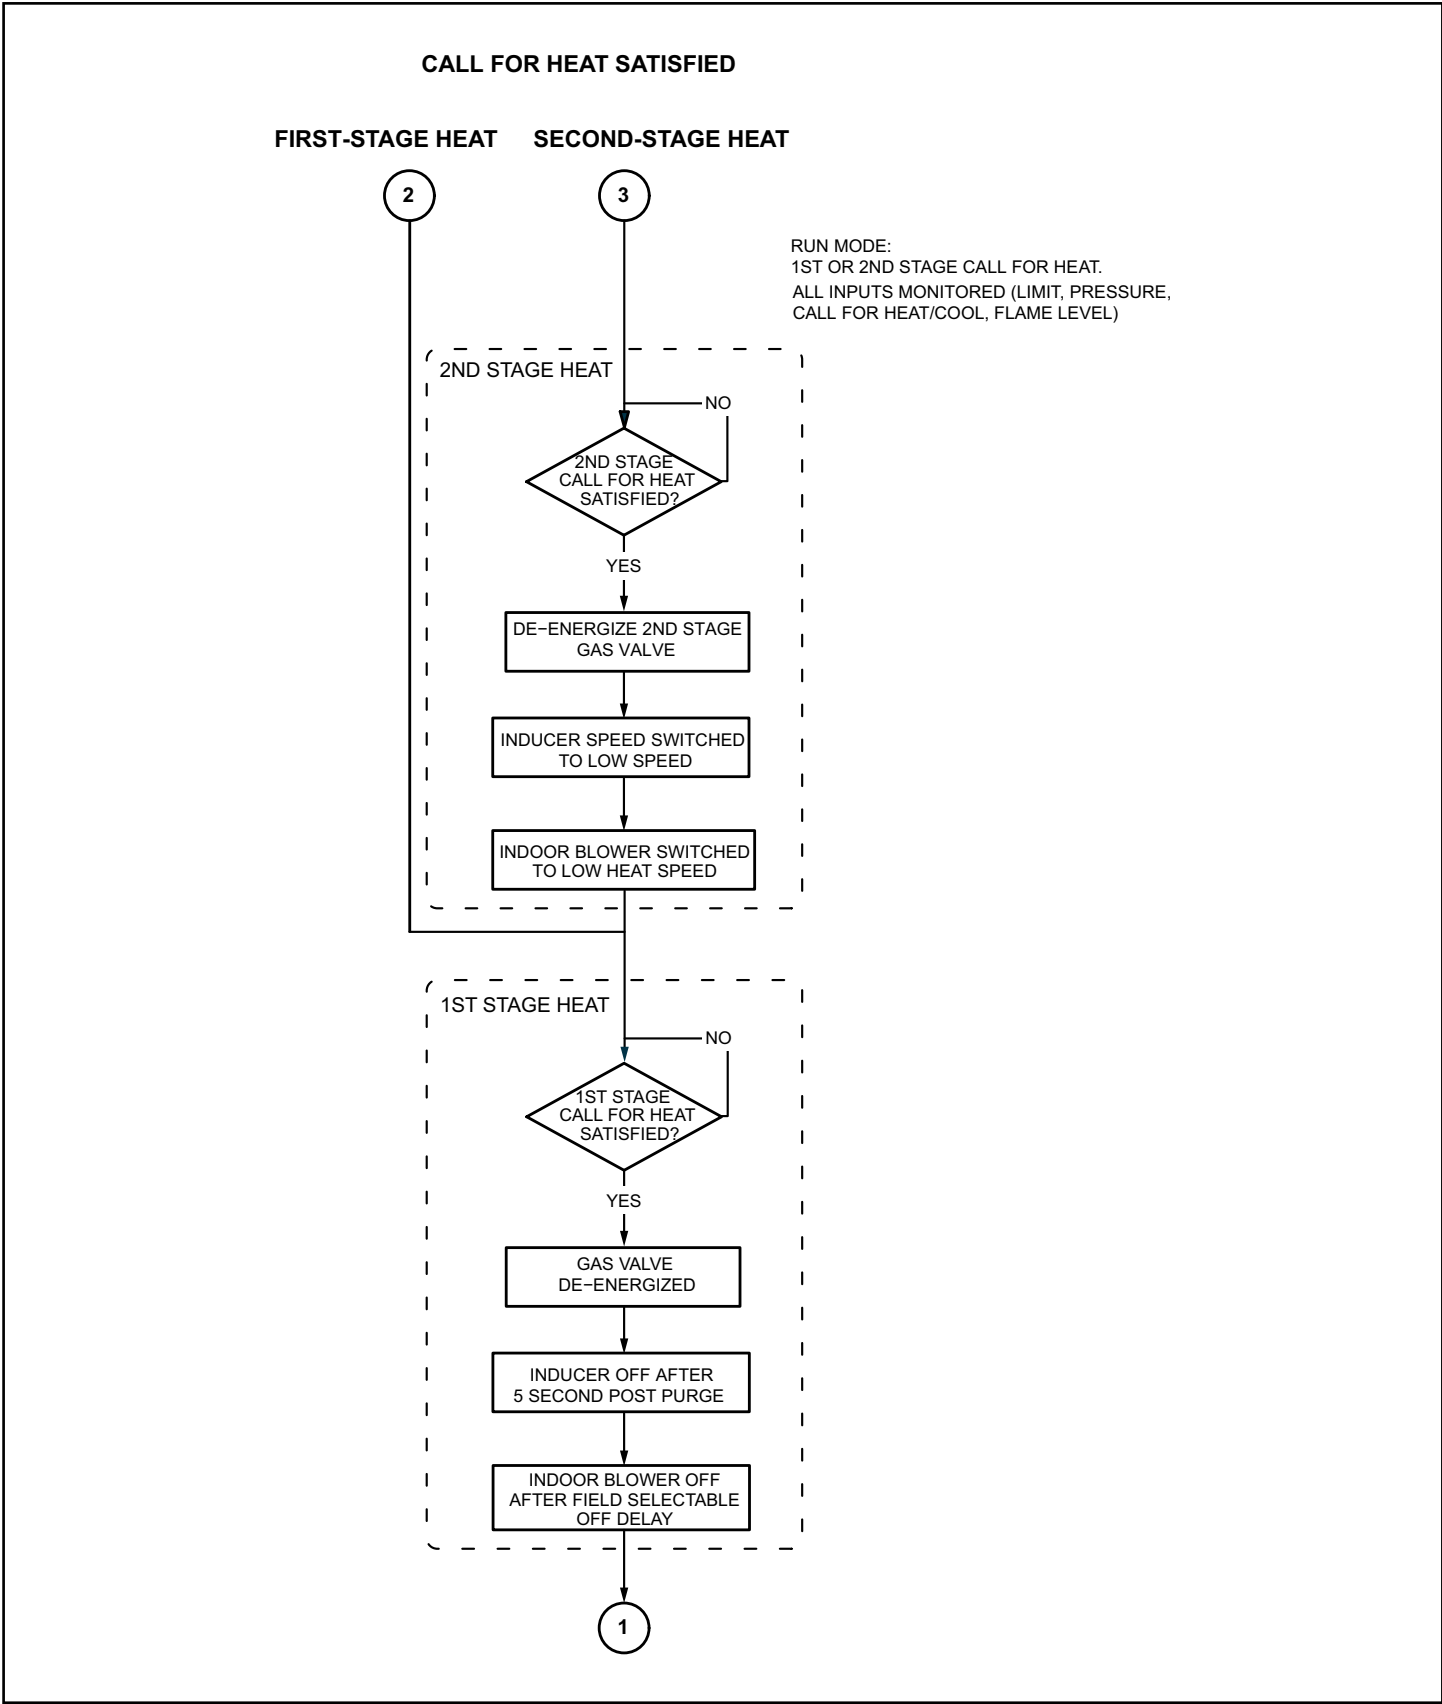 CALL FOR HEAT SATISFIED
FIRST-STAGE HEAT
SECOND-STAGE HEAT
2
3
RUN MODE:
1ST OR 2ND STAGE CALL FOR HEAT.
ALL INPUTS MONITORED (LIMIT, PRESSURE,
CALL FOR HEAT/COOL, FLAME LEVEL)
2ND STAGE HEAT
NO
2ND STAGE
CALL FOR HEAT
SATISFIED?
YES
DE−ENERGIZE 2ND STAGE
GAS VALVE
INDUCER SPEED SWITCHED
TO LOW SPEED
INDOOR BLOWER SWITCHED
TO LOW HEAT SPEED
1ST STAGE HEAT
NO
1ST STAGE
CALL FOR HEAT
SATISFIED?
YES
GAS VALVE
DE−ENERGIZED
INDUCER OFF AFTER
5 SECOND POST PURGE
INDOOR BLOWER OFF
AFTER FIELD SELECTABLE
OFF DELAY
1